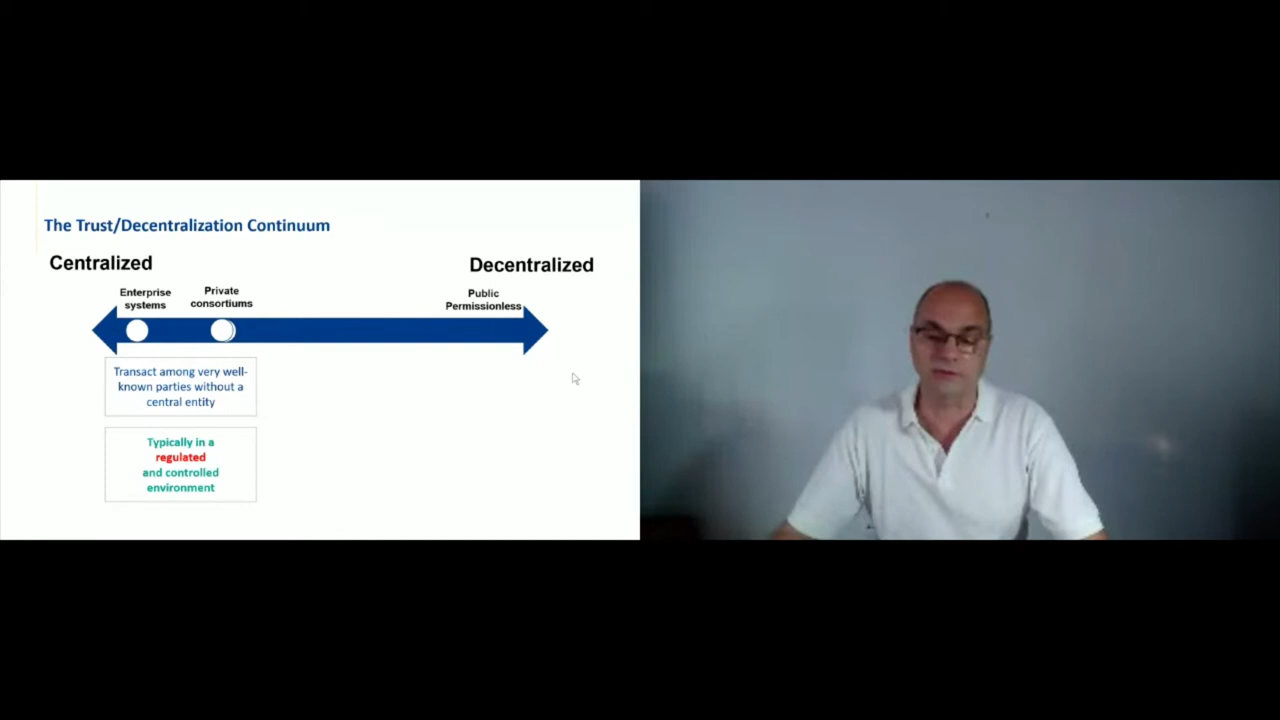 The Trust/Decentralization Continuum
Centralized
Decentralized
Enterprise
systems
Private
consortiums
Public
Permissionless
Transact among very well-
known parties without a
central entity
Typically in a
regulated
and controlled
environment